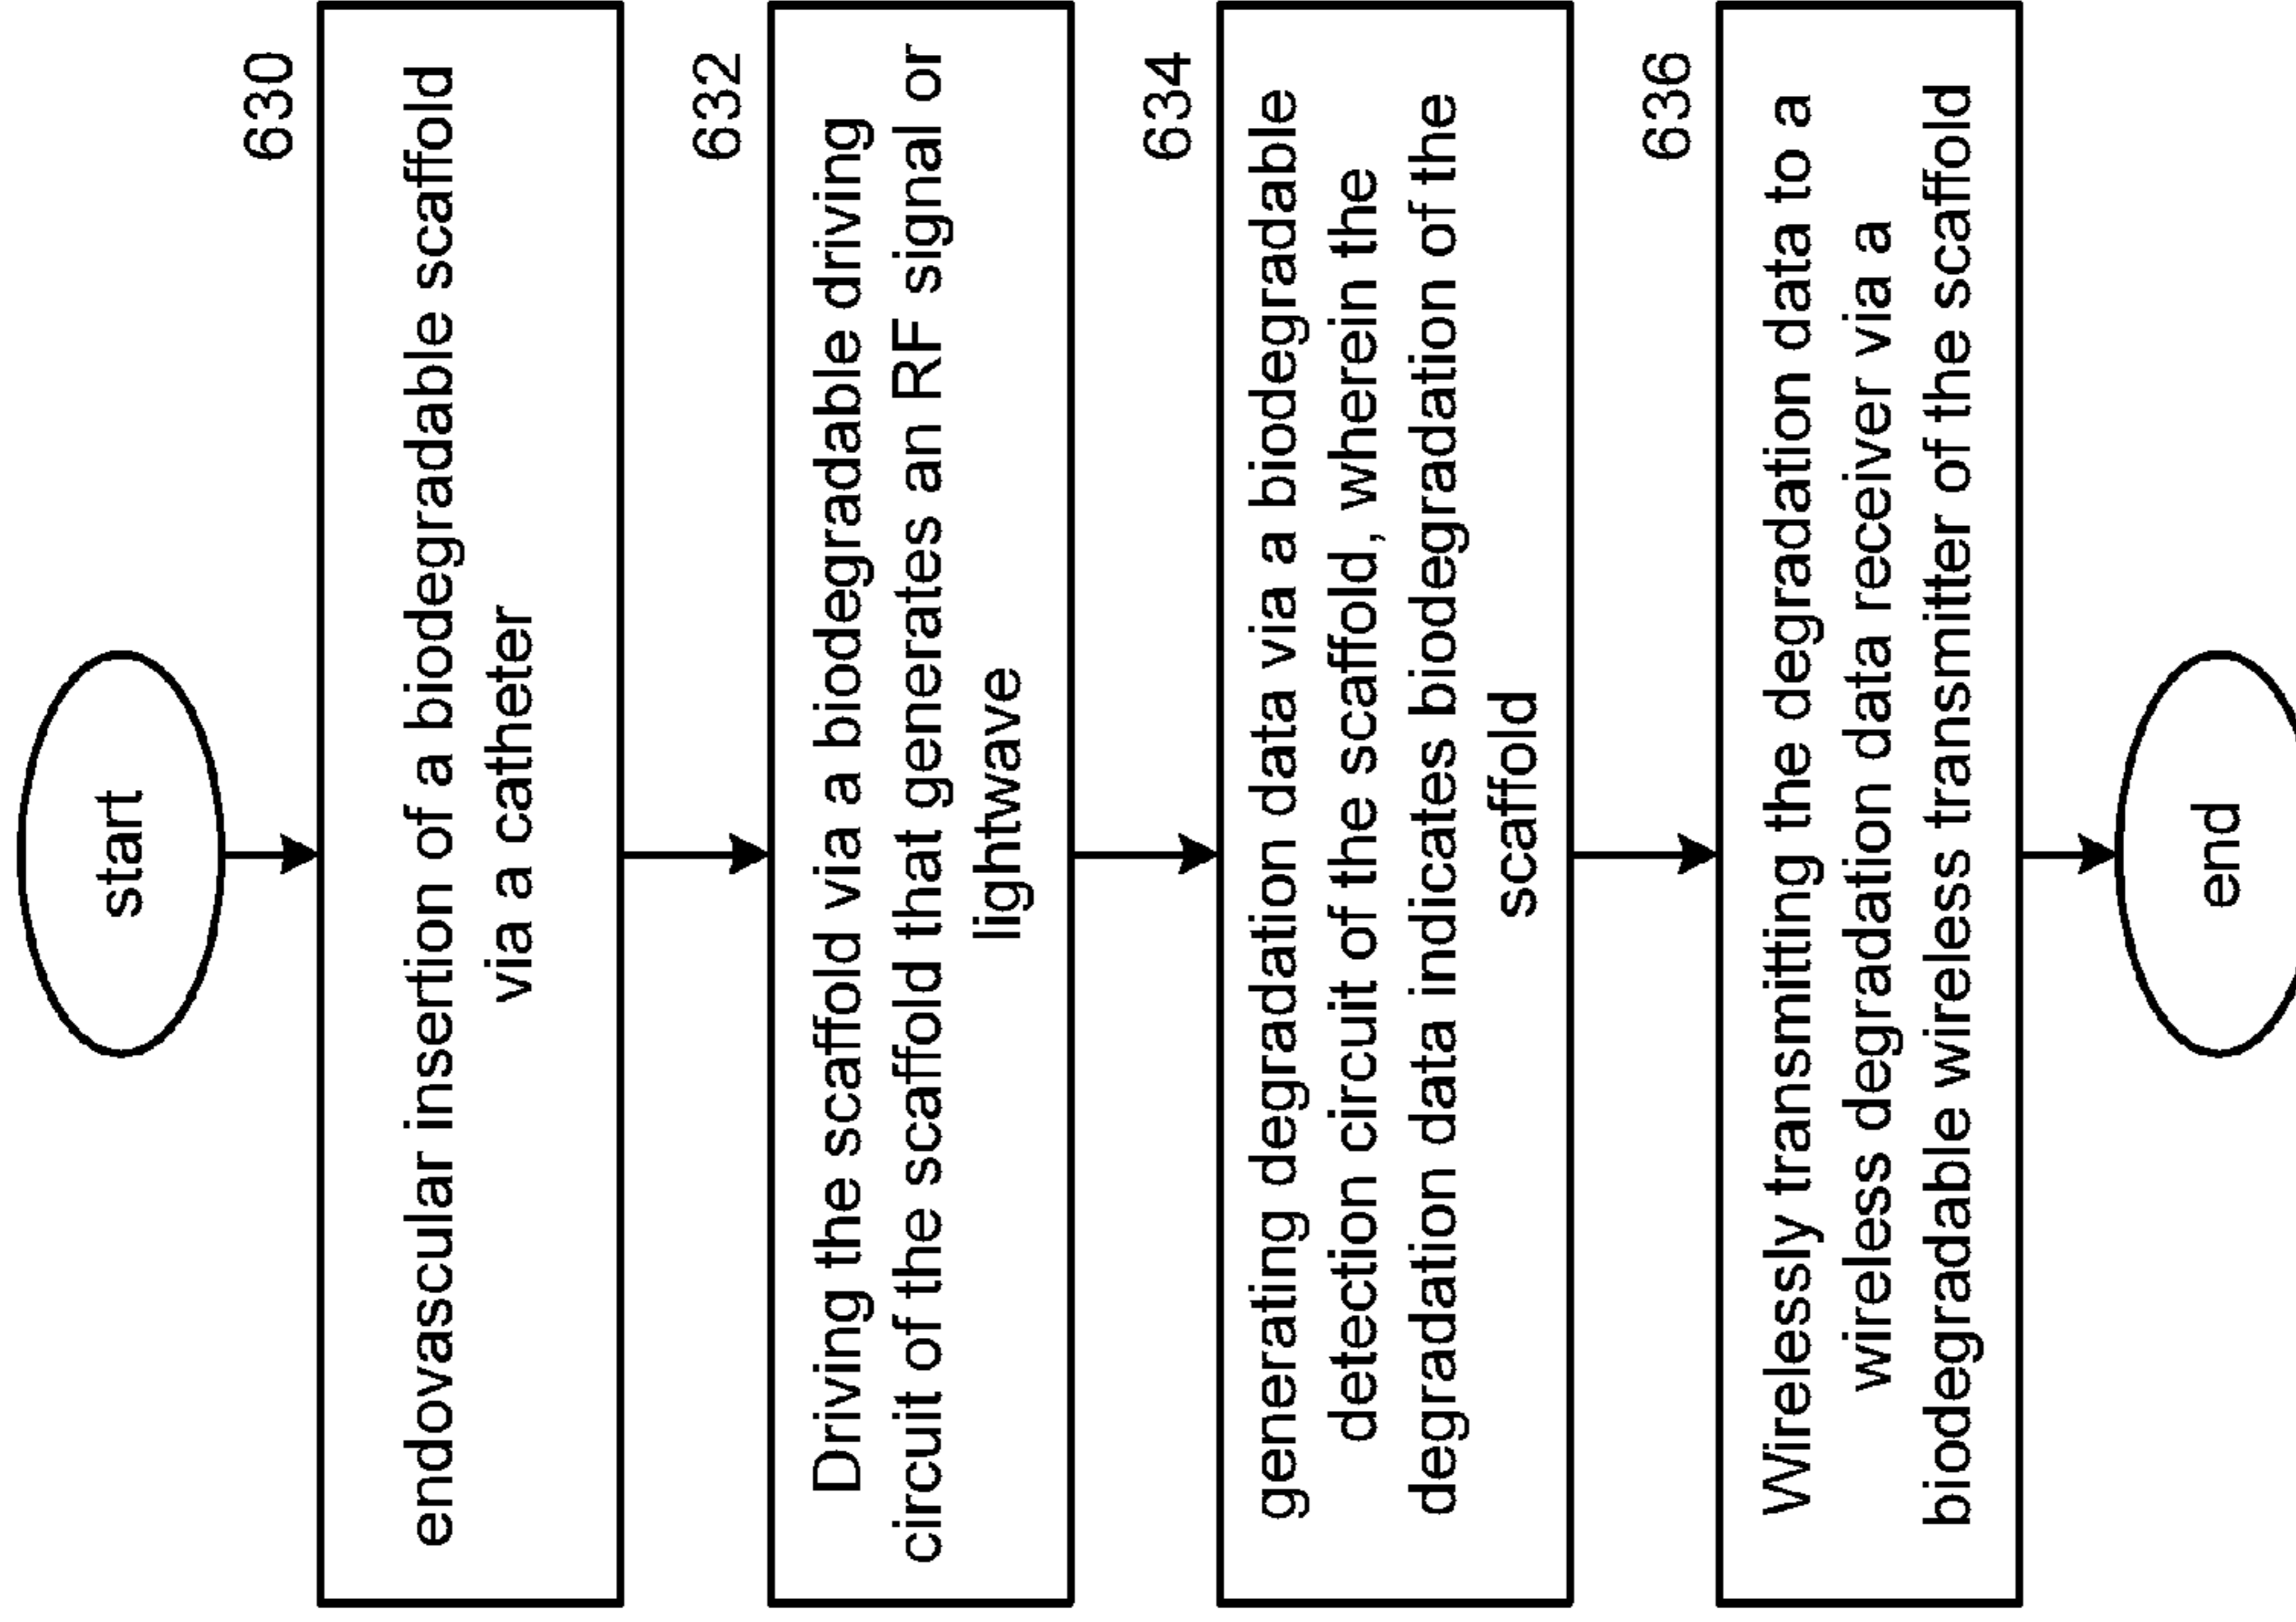 start
630
endovascular insertion of a biodegradable scaffold
via a catheter
632
Driving the scaffold via a biodegradable driving
circuit of the scaffold that generates an RF signal or
lightwave
634
generating degradation data via a biodegradable
detection circuit of the scaffold, wherein the
degradation data indicates biodegradation of the
scaffold
636
Wirelessly transmitting the degradation data to a
wireless degradation data receiver via a
biodegradable wireless transmitter of the scaffold
end